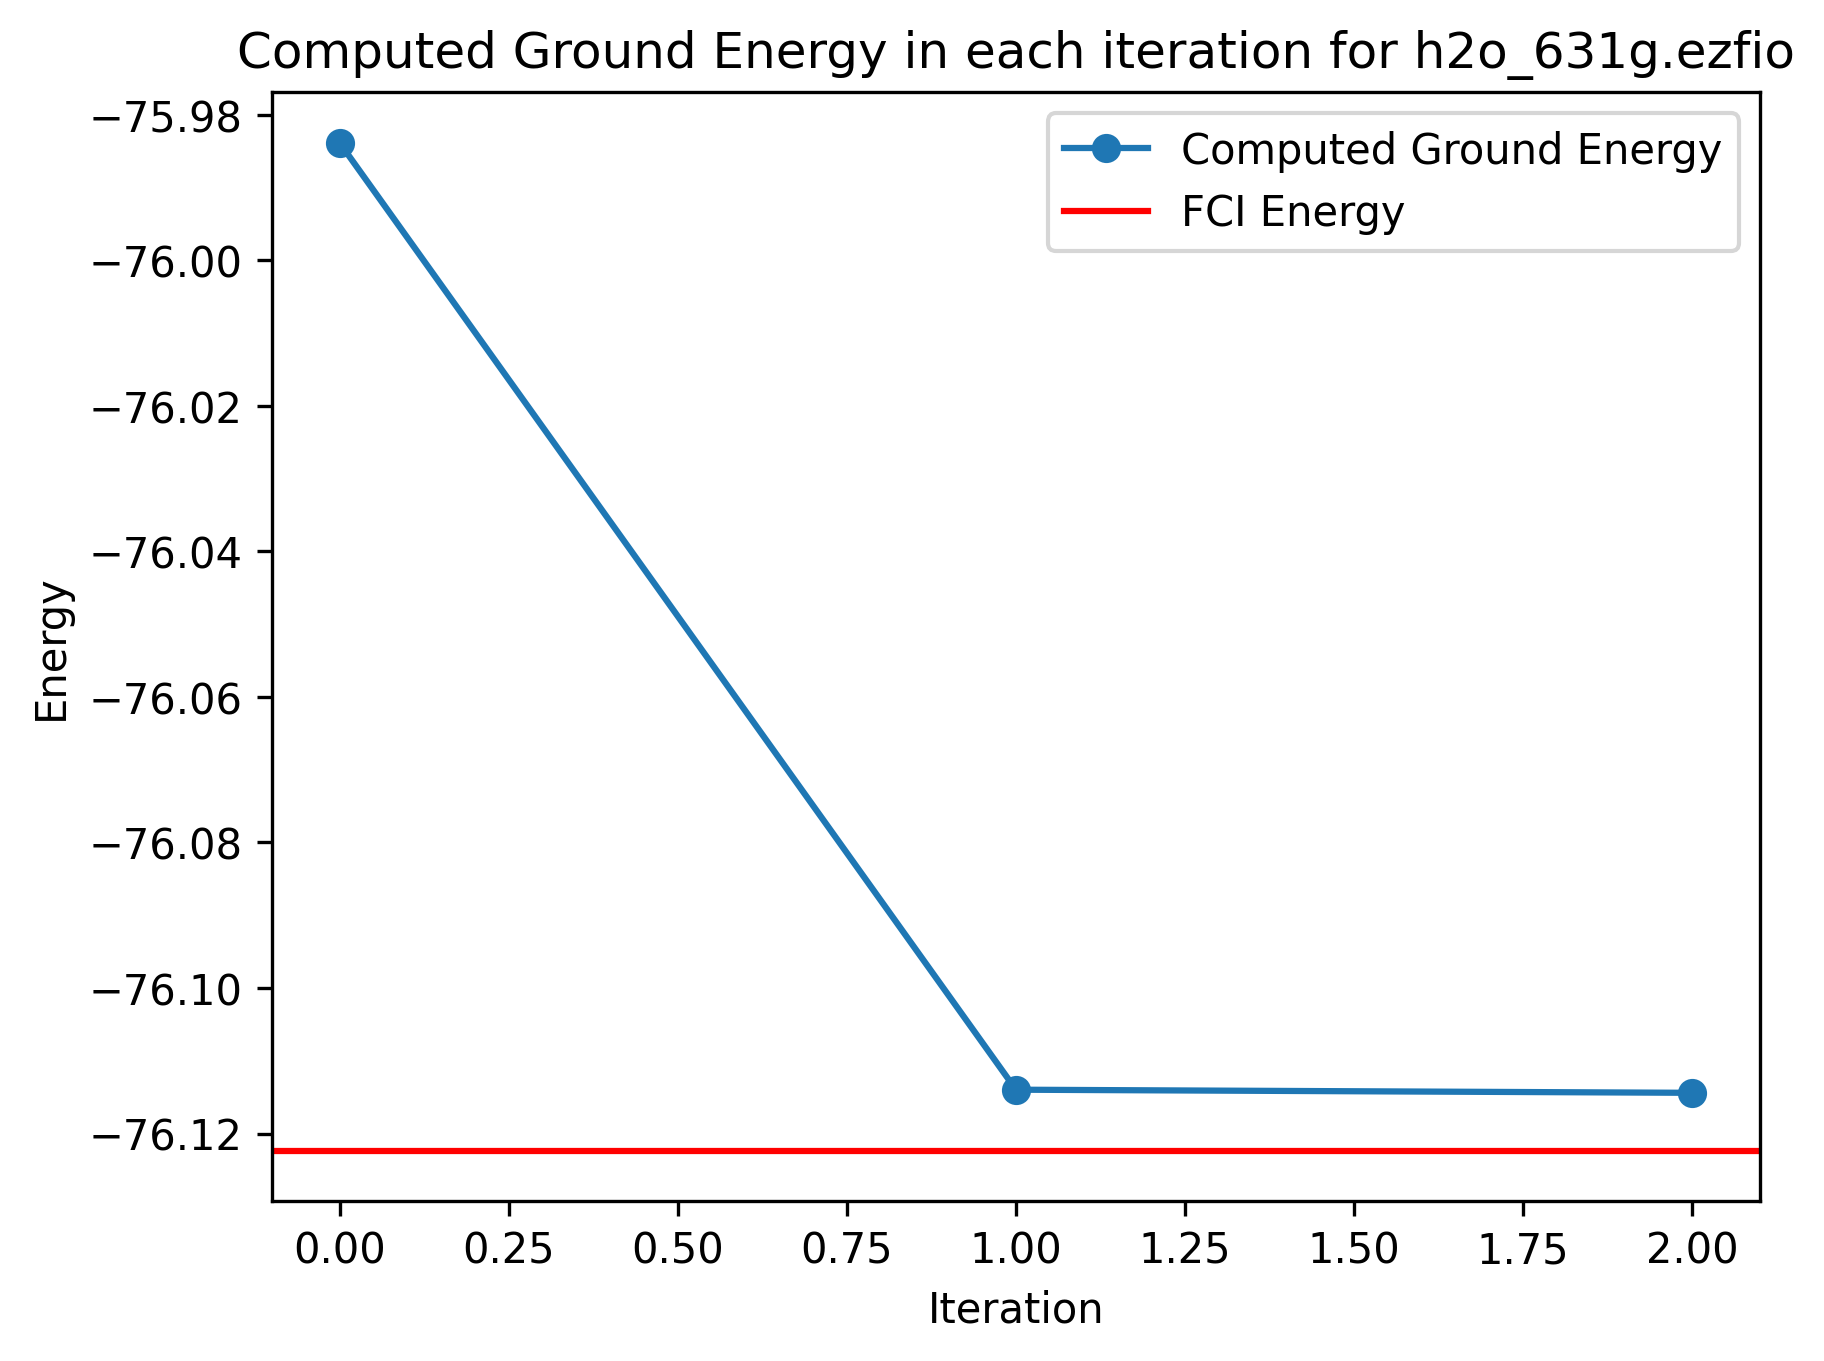 Computed Ground Energy in each iteration for h2o_631g.ezfio
Computed Ground Energy
FCI Energy
−75.98
−76.00
−76.02
−76.04
−76.06
−76.08
−76.10
−76.12
Energy
0.00 0.25 0.50 0.75 1.00 1.25 1.50 1.75 2.00
Iteration